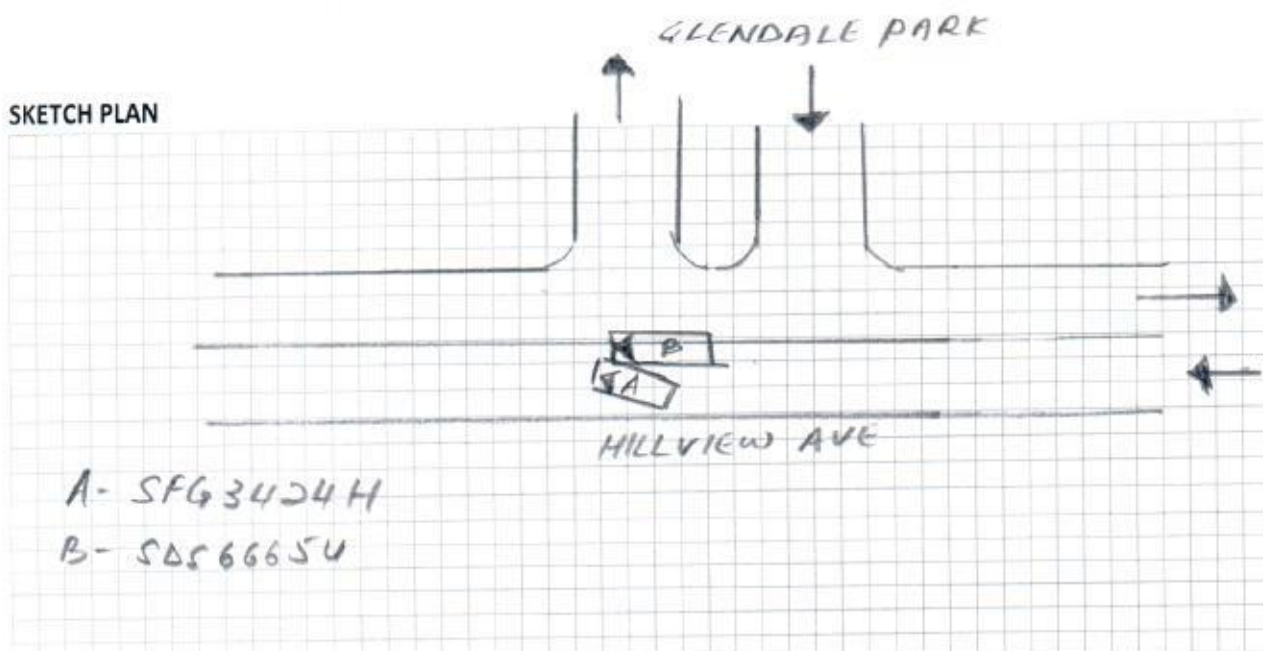 GLENDALE PARK
SKETCH PLAN
B
A
HILLVIEW AVE
A- SFG3424H
B- SDS6665U